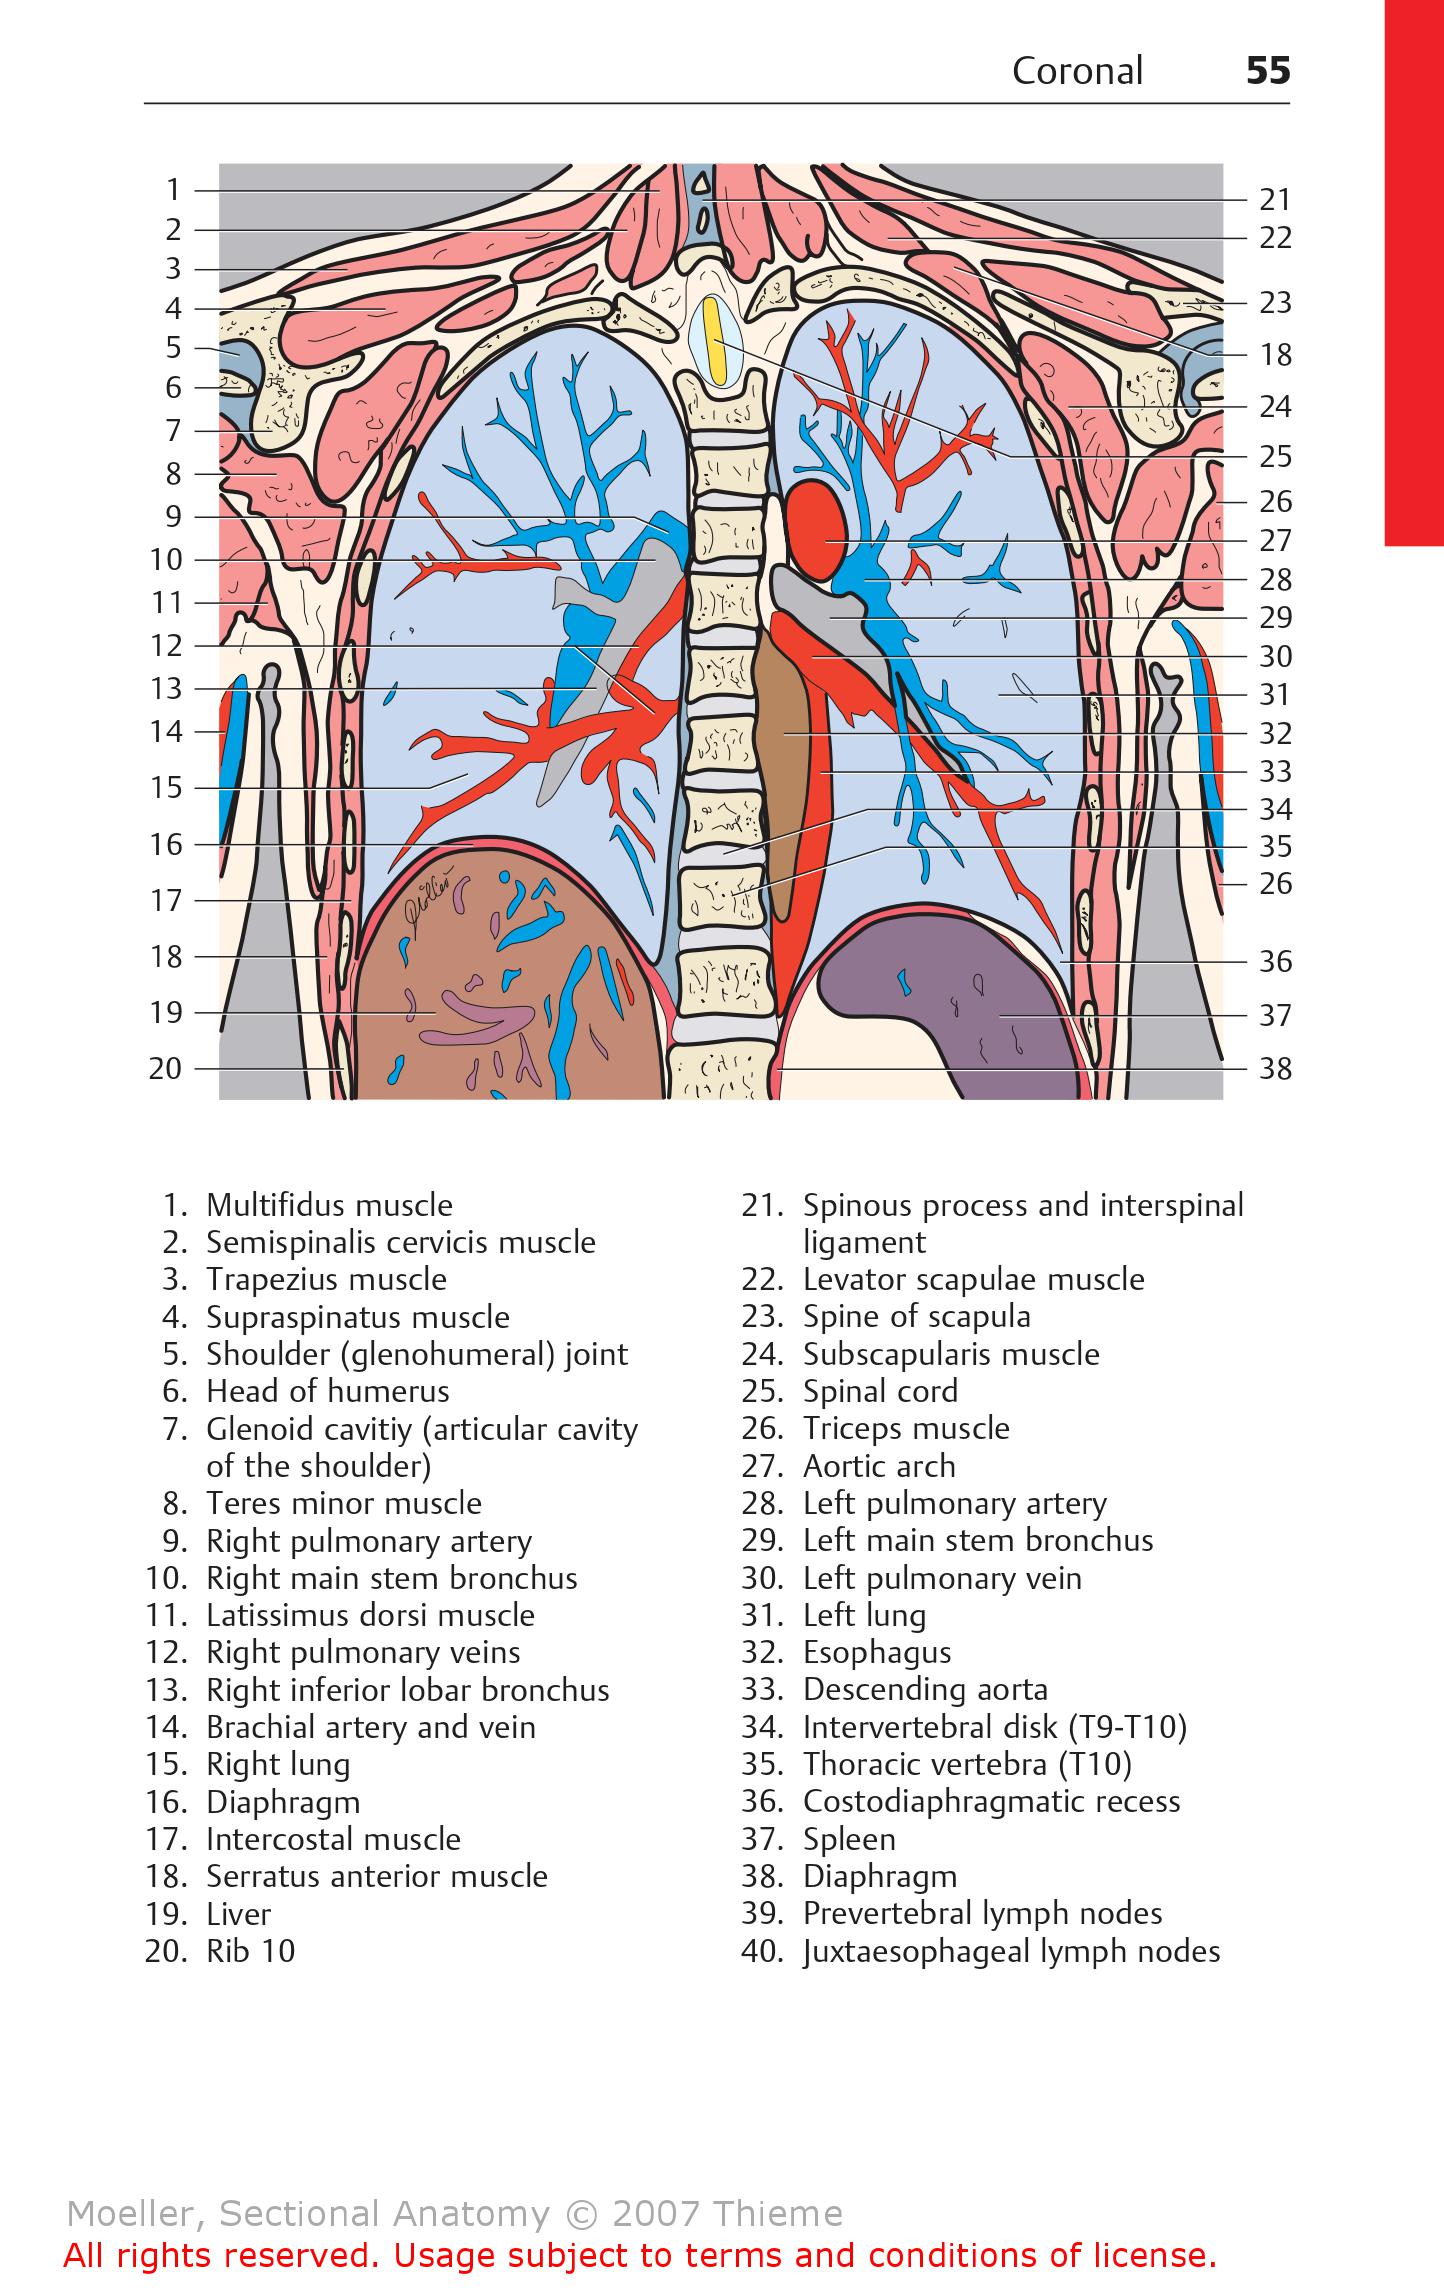 Coronal 55
1 21
2 22
3 23
4 18
5 24
6 25
7 26
8 27
9 28
10 29
11 30
12 31
13 32
14 33
15 34
16 35
17 26
18 36
19 37
20 38
1. Multifidus muscle
2. Semispinalis cervicis muscle
3. Trapezius muscle
4. Supraspinatus muscle
5. Shoulder (glenohumeral) joint
6. Head of humerus
7. Glenoid cavitiy (articular cavity
of the shoulder)
8. Teres minor muscle
9. Right pulmonary artery
10. Right main stem bronchus
11. Latissimus dorsi muscle
12. Right pulmonary veins
13. Right inferior lobar bronchus
14. Brachial artery and vein
15. Right lung
16. Diaphragm
17. Intercostal muscle
18. Serratus anterior muscle
19. Liver
20. Rib 10
21. Spinous process and interspinal
ligament
22. Levator scapulae muscle
23. Spine of scapula
24. Subscapularis muscle
25. Spinal cord
26. Triceps muscle
27. Aortic arch
28. Left pulmonary artery
29. Left main stem bronchus
30. Left pulmonary vein
31. Left lung
32. Esophagus
33. Descending aorta
34. Intervertebral disk (T9-T10)
35. Thoracic vertebra (T10)
36. Costodiaphragmatic recess
37. Spleen
38. Diaphragm
39. Prevertebral lymph nodes
40. Juxtaesophageal lymph nodes
Moeller, Sectional Anatomy © 2007 Thieme
All rights reserved. Usage subject to terms and conditions of license.